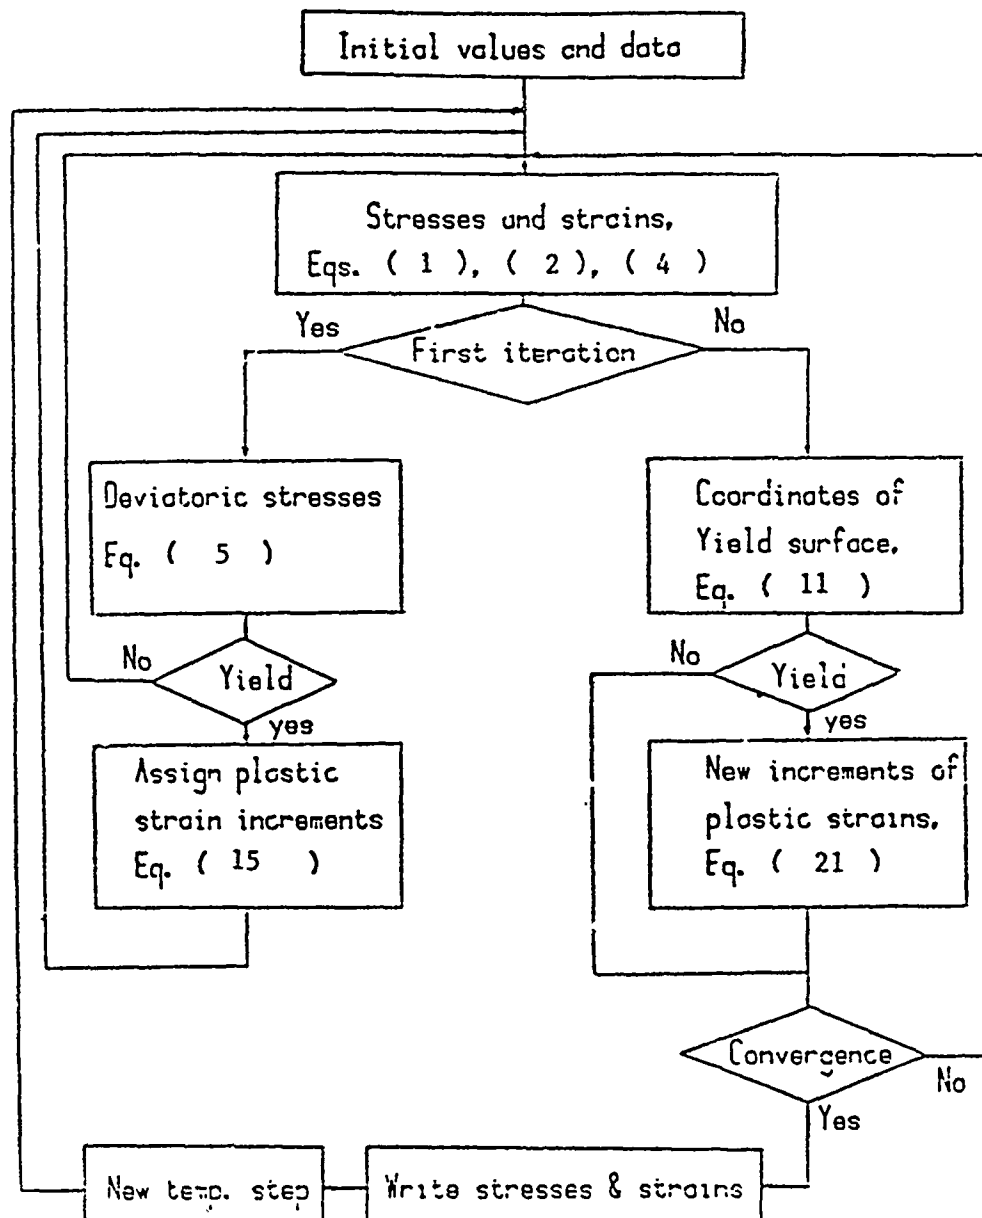 Initial values and data
Stresses and strains,
Eqs. ( 1 ), ( 2 ), ( 4 )
Yes
No
First iteration
Deviatoric stresses
Eq. ( 5 )
Coordinates of
Yield surface,
Eq. ( 11 )
No
Yield
yes
No
Yield
yes
Assign plastic
strain increments
Eq. ( 15 )
New increments of
plastic strains,
Eq. ( 21 )
Convergence
No
Yes
New temp. step
Write stresses & strains